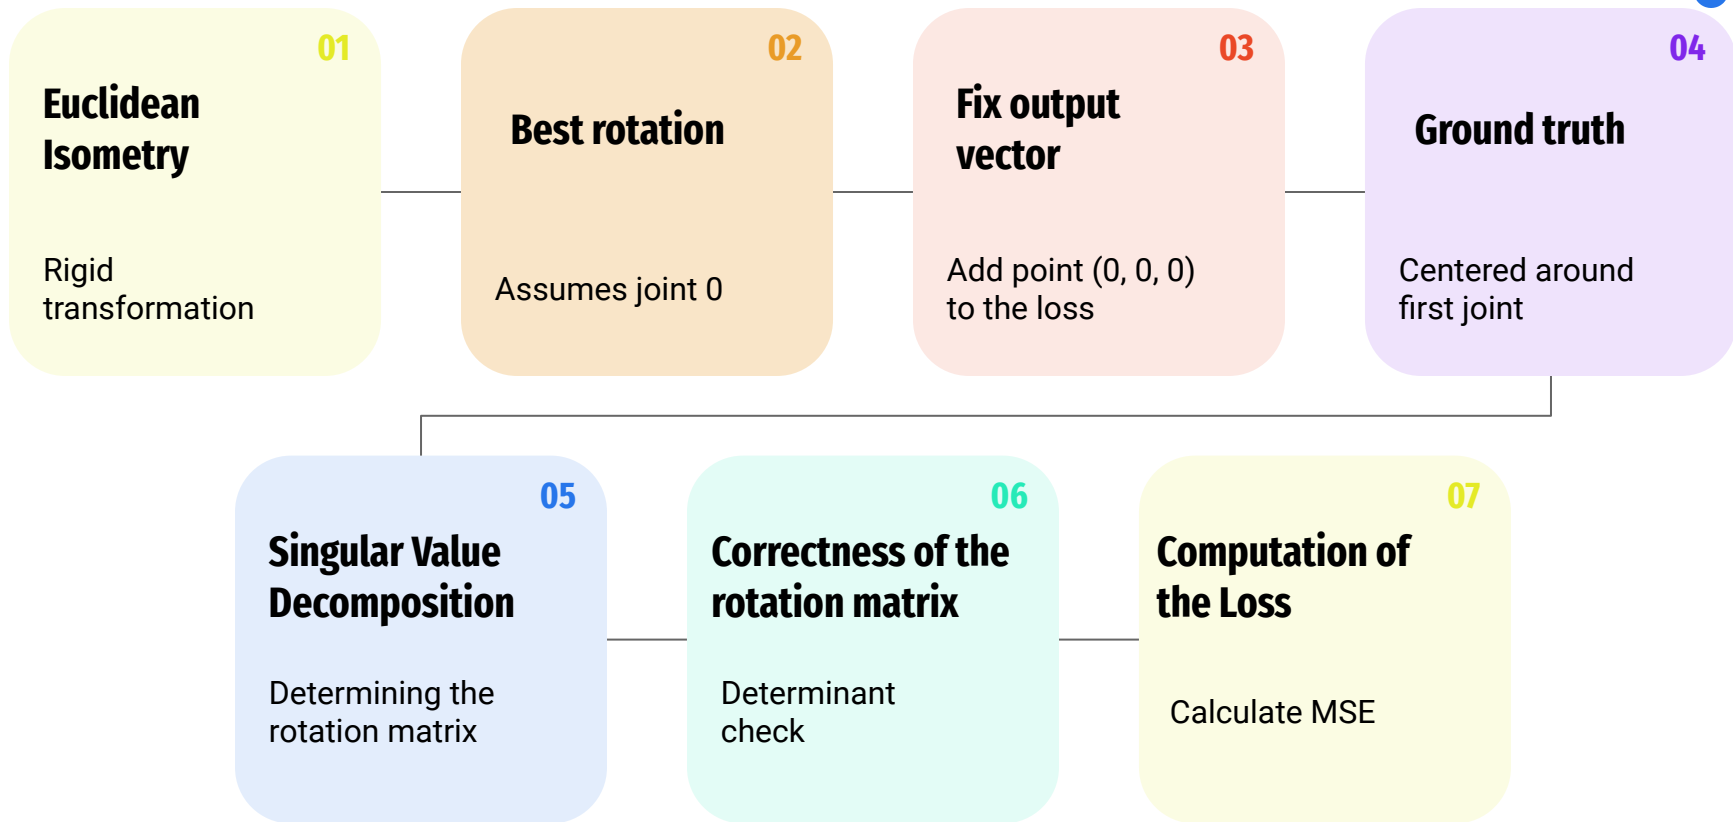 01
Euclidean
Isometry
Rigid
transformation
02
Best rotation
Assumes joint 0
03
Fix output
vector
Add point (0, 0, 0)
to the loss
04
Ground truth
Centered around
first joint
05
Singular Value
Decomposition
Determining the
rotation matrix
06
Correctness of the
rotation matrix
Determinant
check
07
Computation of
the Loss
Calculate MSE